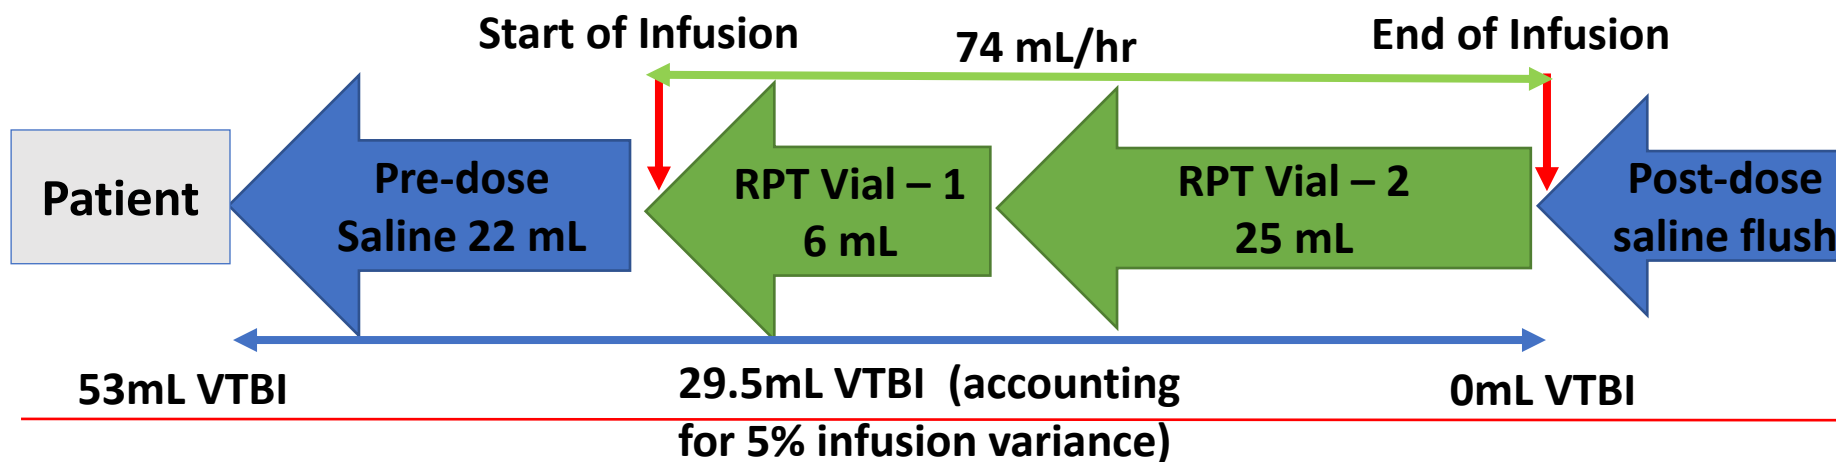 Start of Infusion
74 mL/hr
End of Infusion
Patient
Pre-dose
Saline 22 mL
RPT Vial – 1
6 mL
RPT Vial – 2
25 mL
Post-dose
saline flush
53mL VTBI
29.5mL VTBI (accounting
for 5% infusion variance)
0mL VTBI